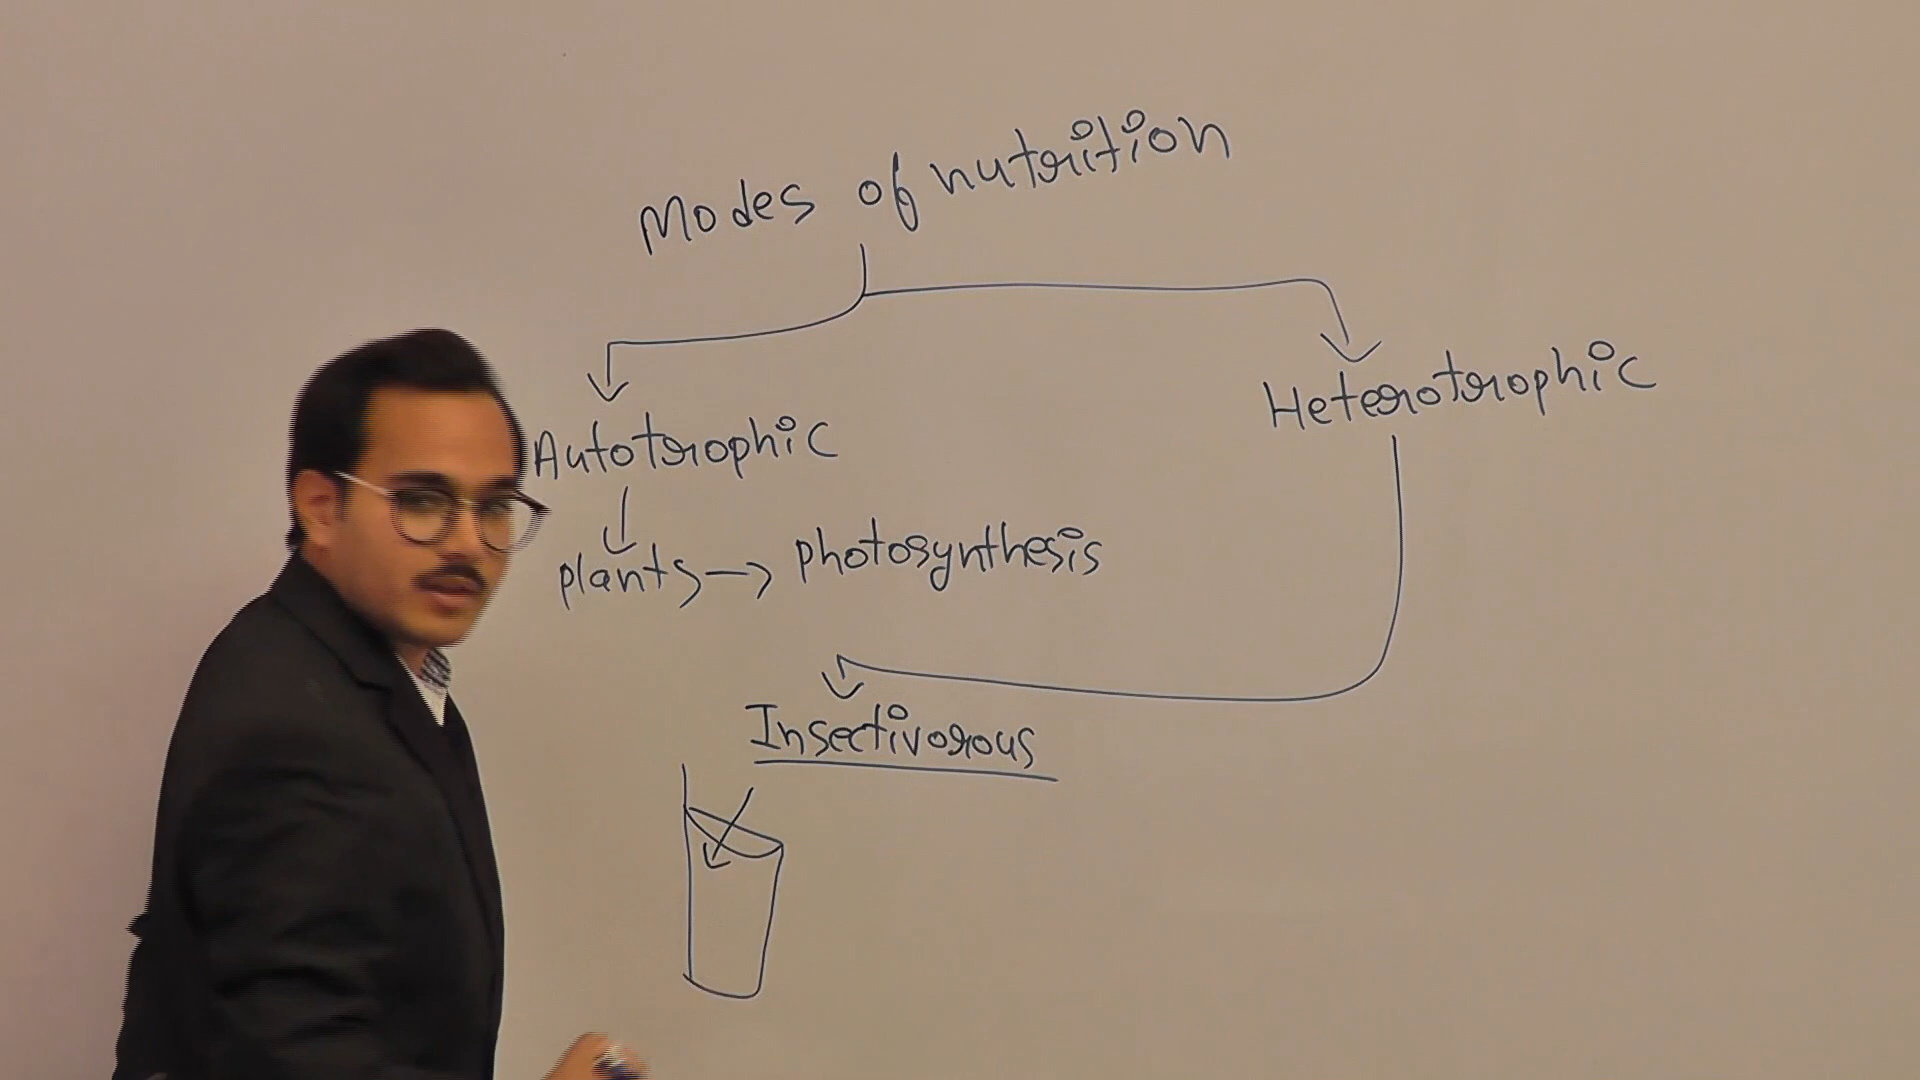 Modes of nutrition
Autotrophic
Heterotrophic
plants → photosynthesis
Insectivorous